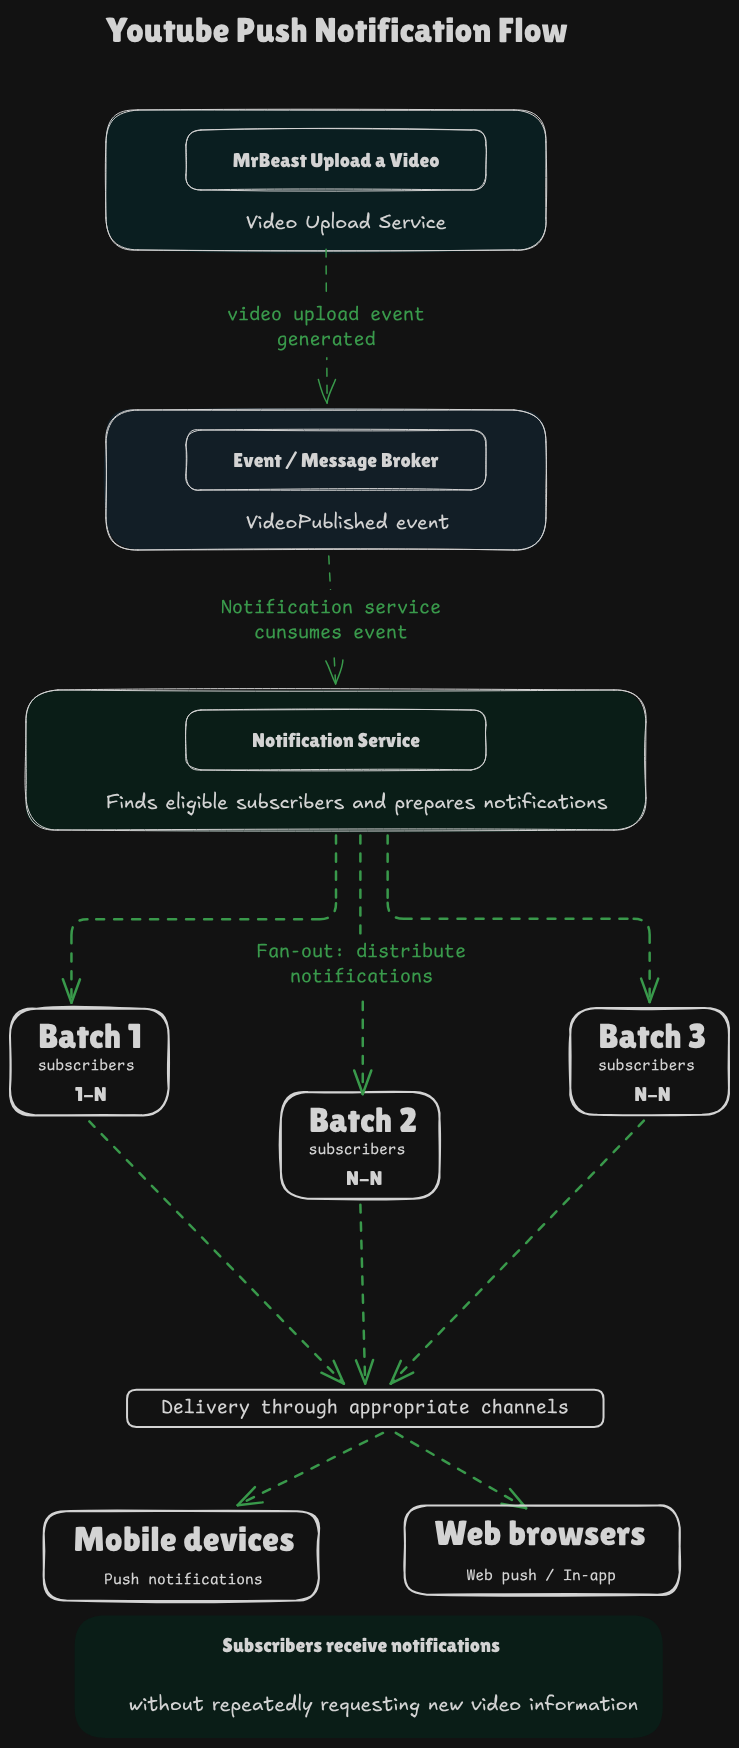 Youtube Push Notification Flow
MrBeast Upload a Video
Video Upload Service
video upload event
generated
Event / Message Broker
VideoPublished event
Notification service
cunsumes event
Notification Service
Finds eligible subscribers and prepares notifications
Fan-out: distribute
notifications
Batch 1
subscribers
1-N
Batch 2
subscribers
N-N
Batch 3
subscribers
N-N
Delivery through appropriate channels
Mobile devices
Push notifications
Web browsers
Web push / In-app
Subscribers receive notifications
without repeatedly requesting new video information